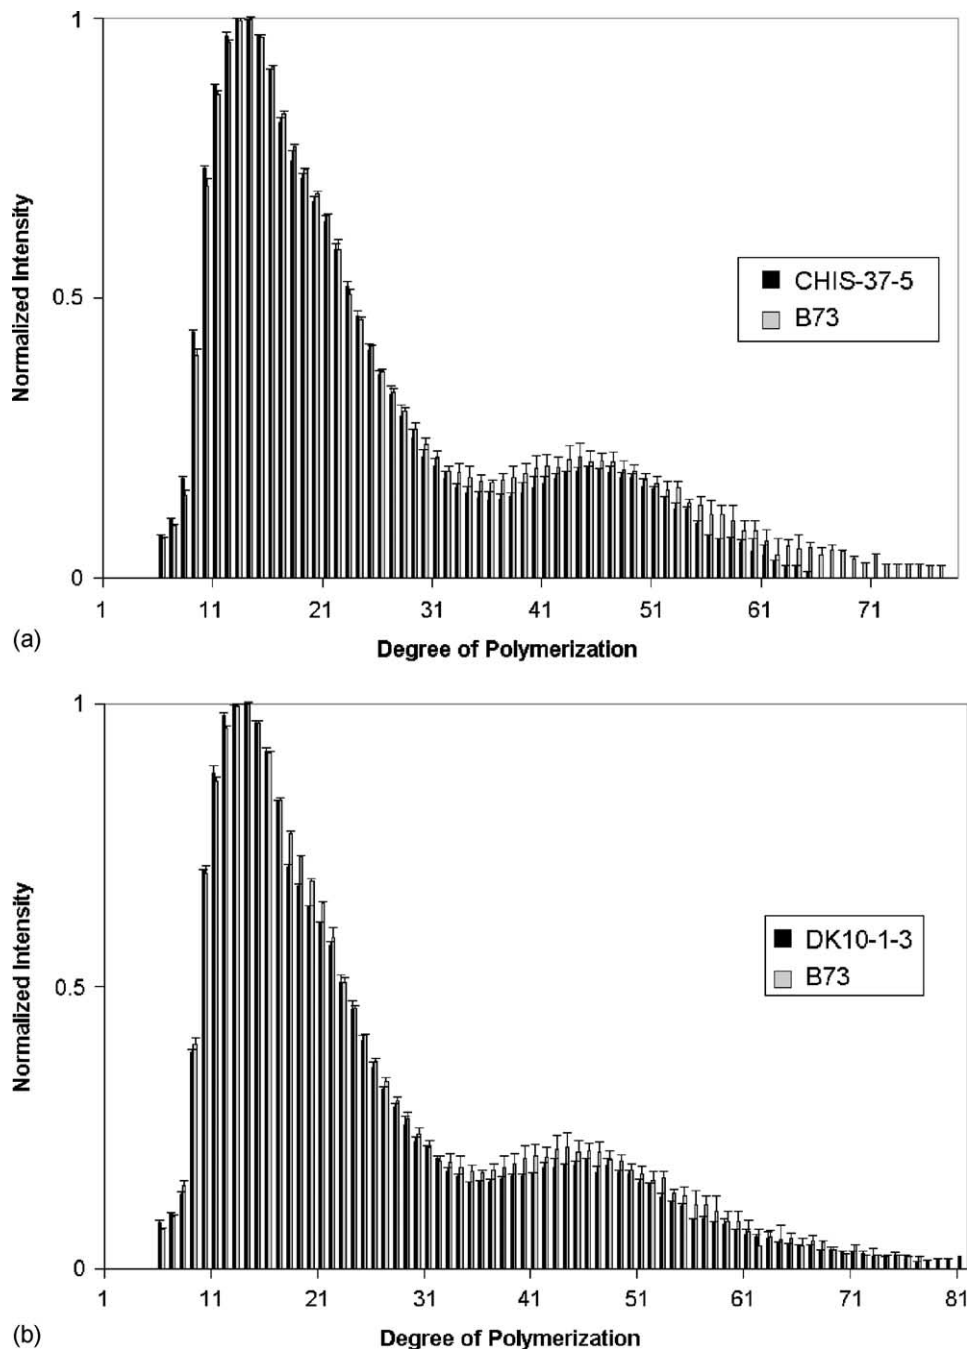 1
Normalized Intensity
CHIS-37-5
0.5
B73
0
1 11 21 31 41 51 61 71
(a)
Degree of Polymerization
1
Normalized Intensity
DK10-1-3
B73
0.5
0
1 11 21 31 41 51 61 71 81
(b)
Degree of Polymerization